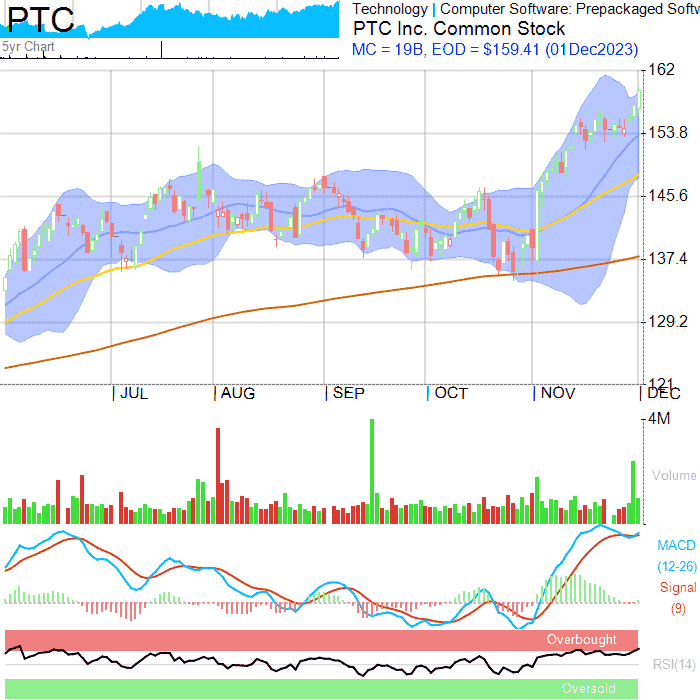 PTC
5yr Chart
Technology | Computer Software: Prepackaged Softw
PTC Inc. Common Stock
MC = 19B, EOD = $159.41 (01Dec2023)
162
153.8
145.6
137.4
129.2
121
JUL AUG SEP OCT NOV DEC
4M
Volume
MACD
(12-26)
Signal
(9)
Overbought
RSI(14)
Oversold